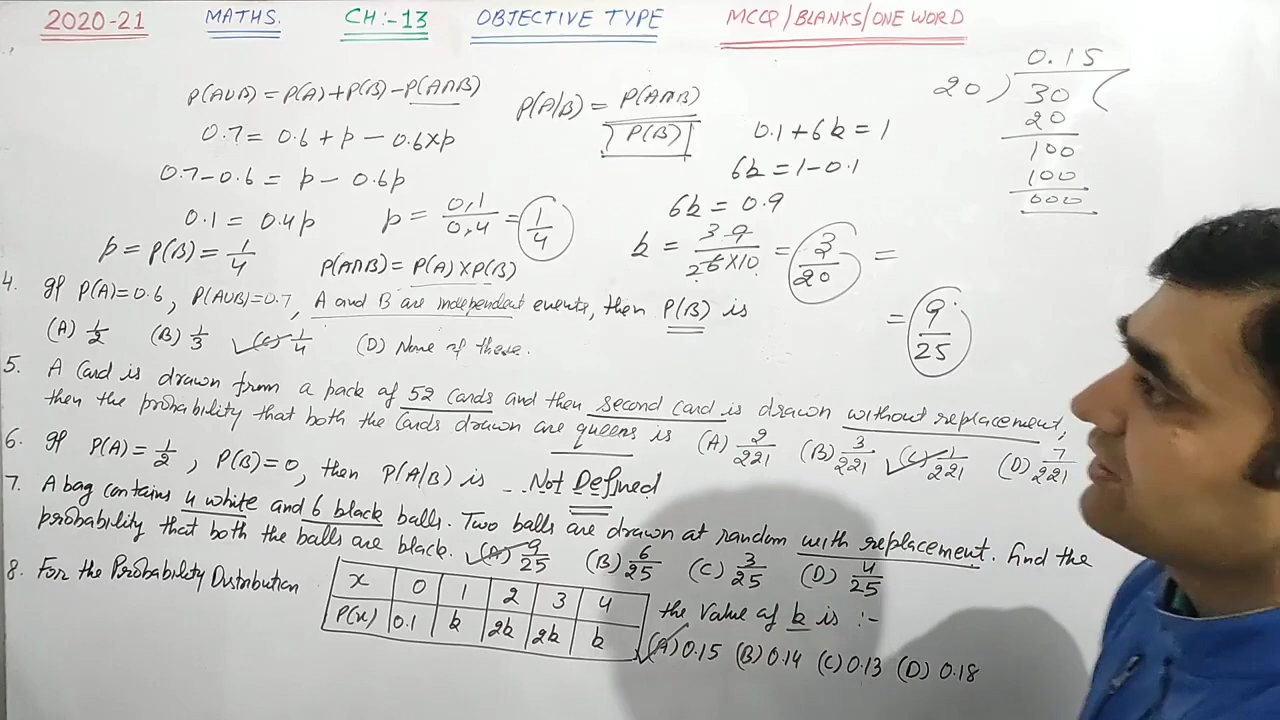 2020-21 MATHS. CH:-13 OBJECTIVE TYPE MCQ/BLANKS/ONE WORD
P(AUB) = P(A)+P(B)-P(A∩B)
0.7 = 0.6 + p - 0.6xp
0.7-0.6 = p - 0.6p
0.1 = 0.4p
p = 0.1/0.4 = 1/4
p = P(B) = 1/4
P(A∩B) = P(A) x P(B)
P(A|B) = P(A∩B)/P(B)
0.1+6k = 1
6k = 1-0.1
6k = 0.9
k = 3 9/2 6x10 = 3/20 =
= 9/25
0.15
20) 30 (
20
100
100
000
4. If P(A)=0.6, P(AUB)=0.7, A and B are independent events, then P(B) is
(A) 1/2 (B) 1/3 (C) 1/4 (D) None of these.
5. A Card is drawn from a pack of 52 Cards and then second Card is drawn without replacement,
then the probability that both the Cards drawn are queens is (A) 2/221 (B) 3/221 (C) 1/221 (D) 7/221
6. If P(A)=1/2, P(B)=0, then P(A|B) is ... Not Defined
7. A bag contains 4 white and 6 black balls. Two balls are drawn at random with replacement. Find the
probability that both the balls are black. (A) 9/25 (B) 6/25 (C) 3/25 (D) 4/25
8. For the Probability Distribution
x 0 1 2 3 4
P(x) 0.1 k 2k 2k k
the value of k is :-
(A) 0.15 (B) 0.14 (C) 0.13 (D) 0.18